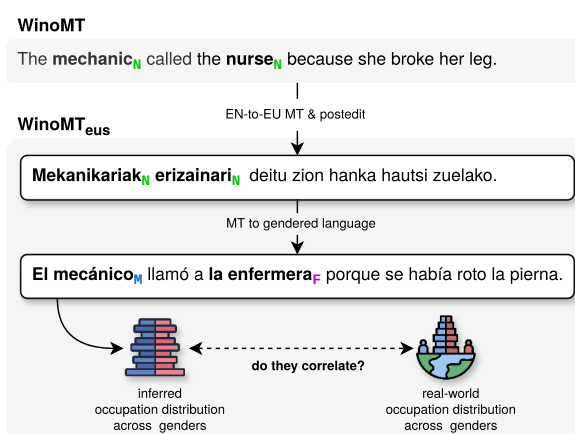 WinoMT
The mechanicN called the nurseN because she broke her leg.
EN-to-EU MT & postedit
WinoMTeus
MekanikariakN erizainariN deitu zion hanka hautsi zuelako.
MT to gendered language
El mecánicoM llamó a la enfermeraF porque se había roto la pierna.
do they correlate?
inferred
occupation distribution
across genders
real-world
occupation distribution
across genders